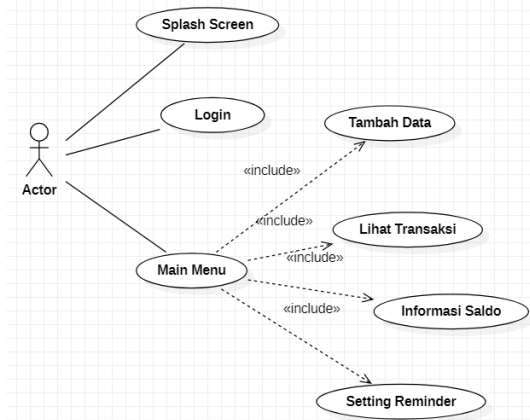 Splash Screen
Login
Tambah Data
Actor
«include»
«include»
Lihat Transaksi
«include»
Main Menu
«include»
Informasi Saldo
Setting Reminder